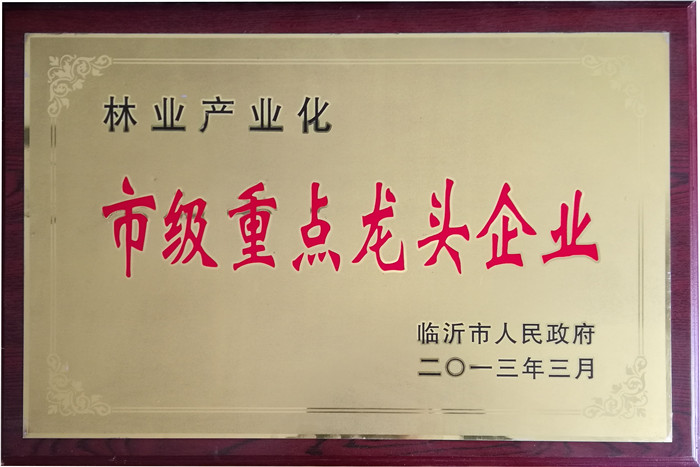 林业产业化
市级重点龙头企业
临沂市人民政府
二〇一三年三月